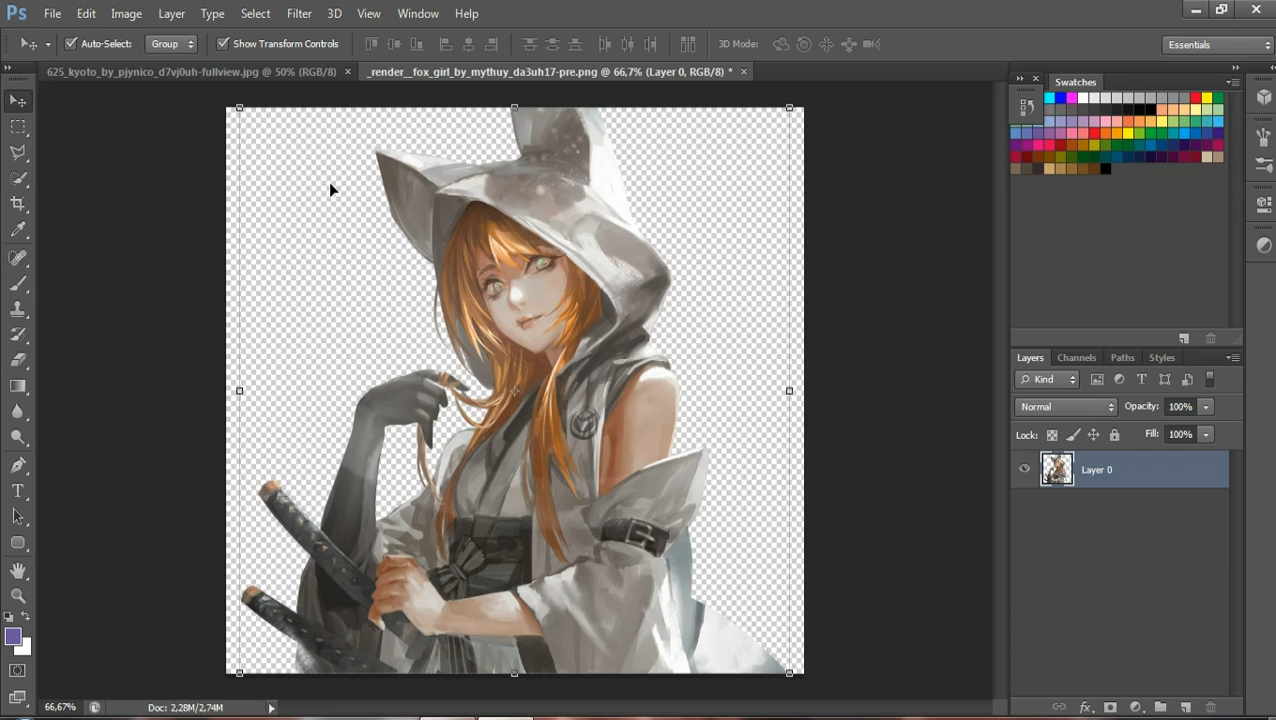 Ps File Edit Image Layer Type Select Filter 3D View Window Help
Auto-Select: Group Show Transform Controls 3D Mode: Essentials
625_kyoto_by_pjynico_d7vj0uh-fullview.jpg @ 50% (RGB/8) × _render__fox_girl_by_mythuy_da3uh17-pre.png @ 66,7% (Layer 0, RGB/8) * ×
Swatches
Layers Channels Paths Styles
Kind
Normal Opacity: 100%
Lock: Fill: 100%
Layer 0
66,67% Doc: 2,28M/2,74M